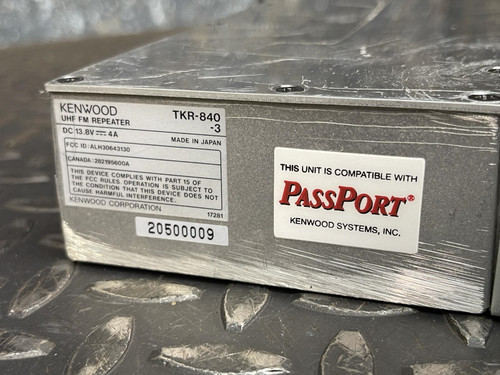 KENWOOD TKR-840
UHF FM REPEATER -3
DC 13.8V 4A
MADE IN JAPAN
FCC ID: ALH30643130
CANADA: 282195600A
THIS DEVICE COMPLIES WITH PART 15 OF
THE FCC RULES. OPERATION IS SUBJECT TO
THE CONDITION THAT THIS DEVICE DOES NOT
CAUSE HARMFUL INTERFERENCE.
KENWOOD CORPORATION
17281
20500009
THIS UNIT IS COMPATIBLE WITH
PASSPORT®
KENWOOD SYSTEMS, INC.